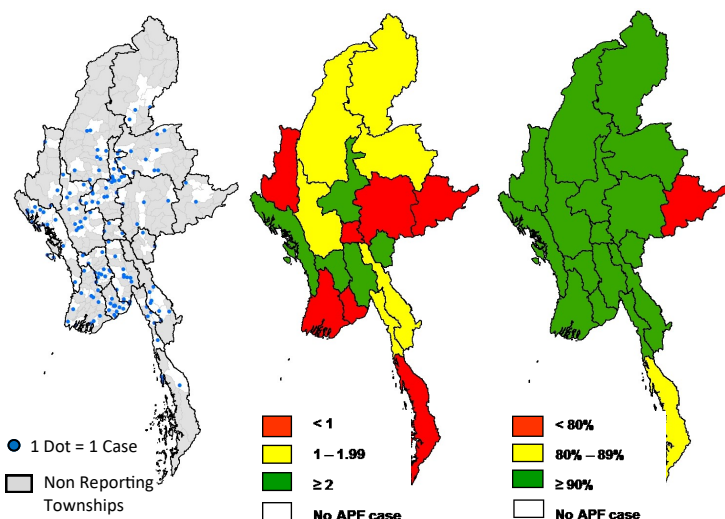 1 Dot = 1 Case
Non Reporting
Townships
< 1
1 – 1.99
≥ 2
No APF case
< 80%
80% – 89%
≥ 90%
No APF case